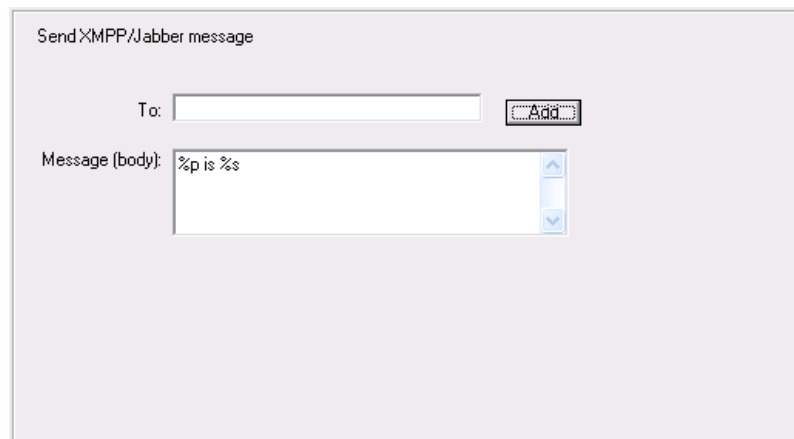 Send XMPP/Jabber message
To:
Add
Message (body):
%p is %s